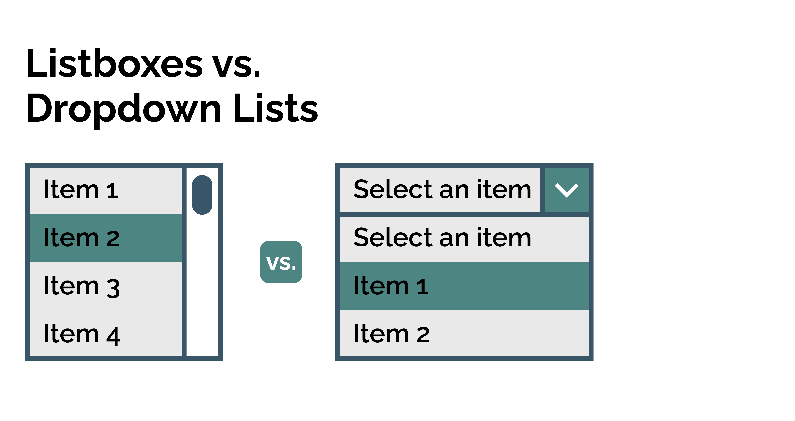 Listboxes vs.
Dropdown Lists
Item 1
Item 2
Item 3
Item 4
vs.
Select an item
Select an item
Item 1
Item 2